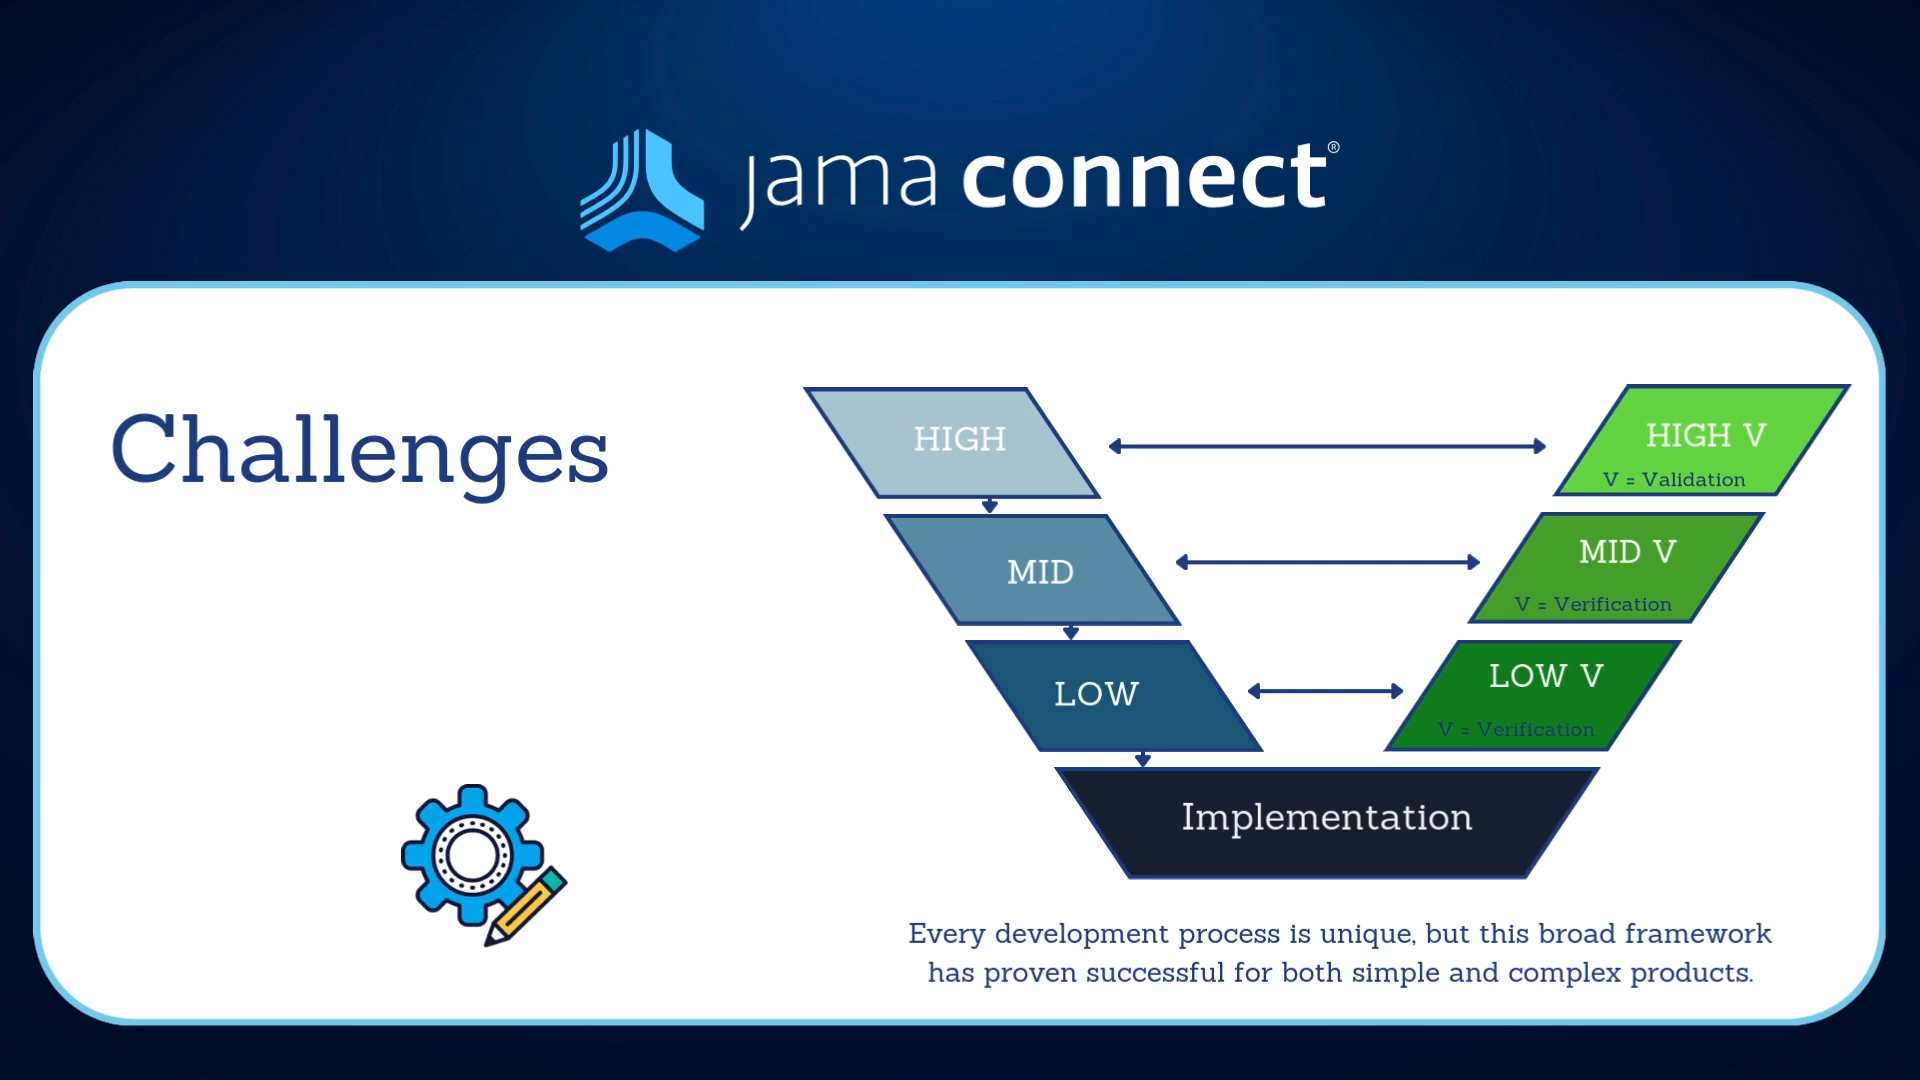 jama connect®
Challenges
HIGH
HIGH V
V = Validation
MID
MID V
V = Verification
LOW
LOW V
V = Verification
Implementation
Every development process is unique, but this broad framework
has proven successful for both simple and complex products.